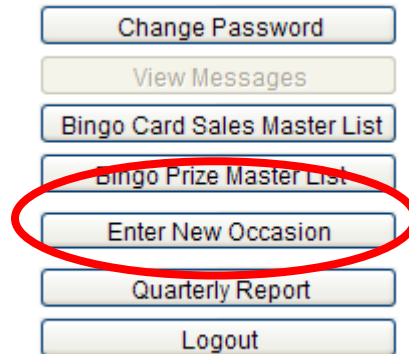 Change Password
View Messages
Bingo Card Sales Master List
Bingo Prize Master List
Enter New Occasion
Quarterly Report
Logout